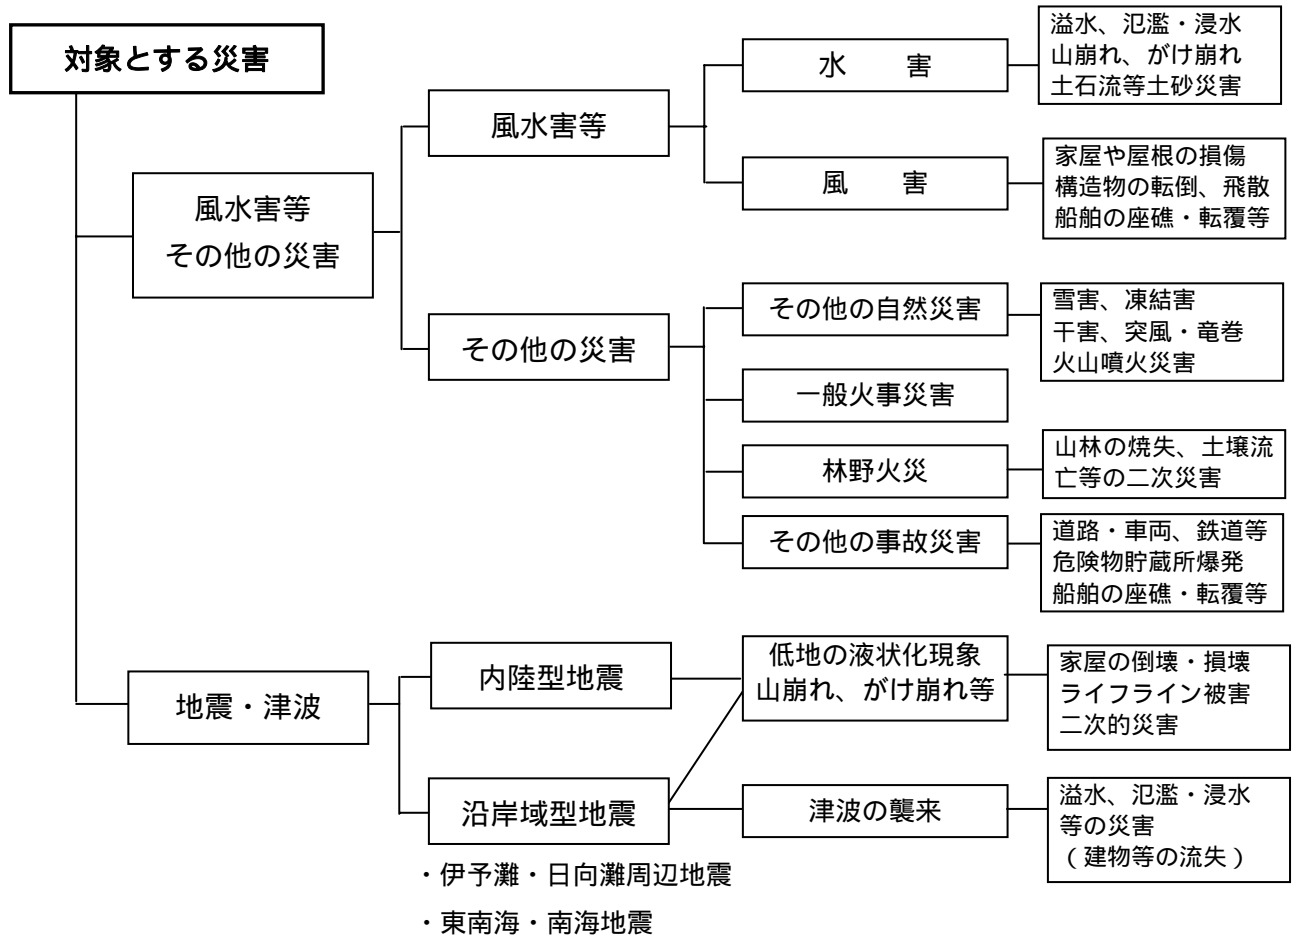 対象とする災害
風水害等
その他の災害
風水害等
水　　害
溢水、氾濫・浸水
山崩れ、がけ崩れ
土石流等土砂災害
風　　害
家屋や屋根の損傷
構造物の転倒、飛散
船舶の座礁・転覆等
その他の災害
その他の自然災害
雪害、凍結害
干害、突風・竜巻
火山噴火災害
一般火事災害
林野火災
山林の焼失、土壌流
亡等の二次災害
その他の事故災害
道路・車両、鉄道等
危険物貯蔵所爆発
船舶の座礁・転覆等
地震・津波
内陸型地震
低地の液状化現象
山崩れ、がけ崩れ等
家屋の倒壊・損壊
ライフライン被害
二次的災害
沿岸域型地震
津波の襲来
溢水、氾濫・浸水
等の災害
（建物等の流失）
・伊予灘・日向灘周辺地震
・東南海・南海地震